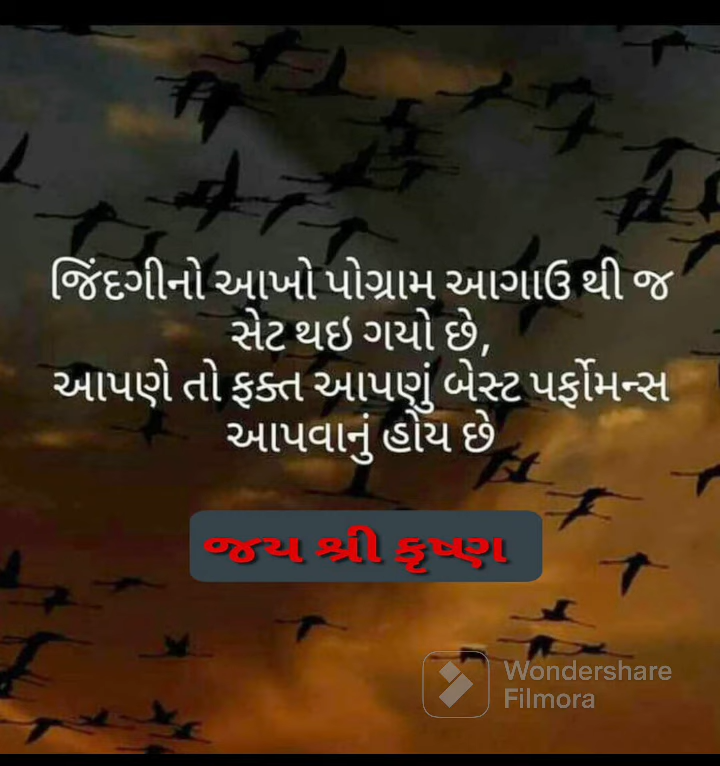 જિંદગીનો આખો પોગ્રામ આગાઉ થી જ
સેટ થઇ ગયો છે,
આપણે તો ફક્ત આપણું બેસ્ટ પર્ફોમન્સ
આપવાનું હોય છે
જય શ્રી કૃષ્ણ
Wondershare
Filmora